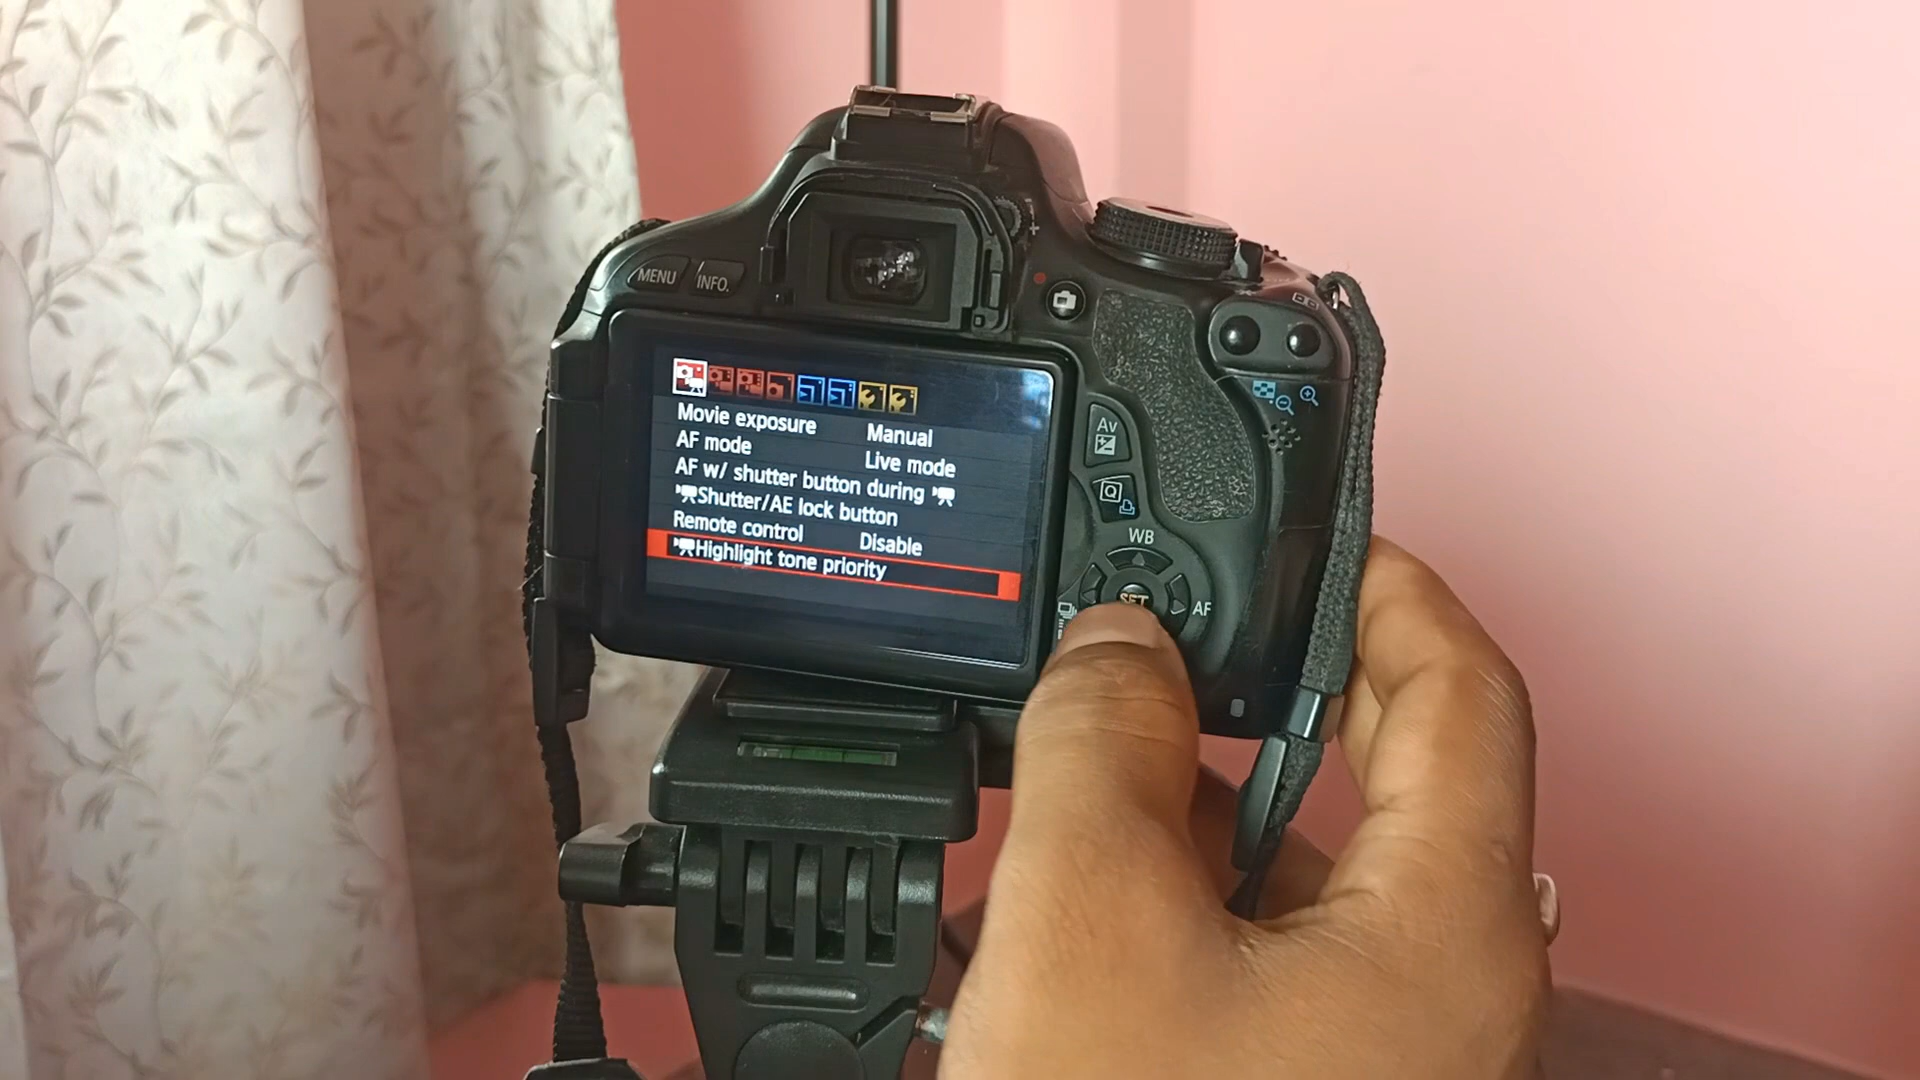 MENU INFO.
Movie exposure Manual
AF mode Live mode
AF w/ shutter button during
Shutter/AE lock button
Remote control Disable
Highlight tone priority
Av
Q
WB
SET
AF